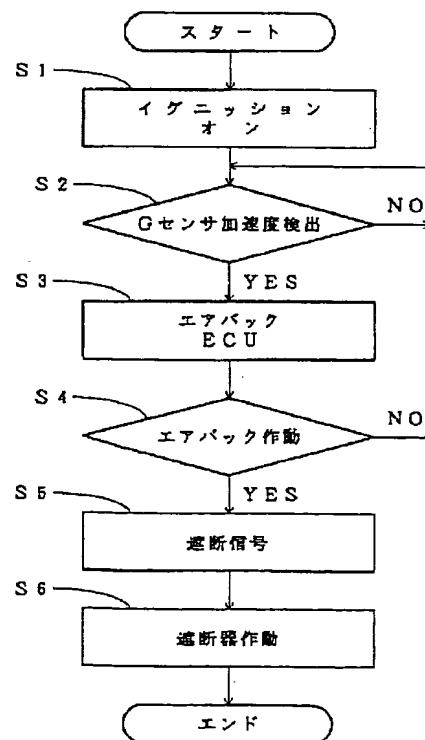 スタート
S1
イグニッション
オン
S2
Gセンサ加速度検出
NO
YES
S3
エアバック
ECU
S4
エアバック作動
NO
YES
S5
遮断信号
S6
遮断器作動
エンド